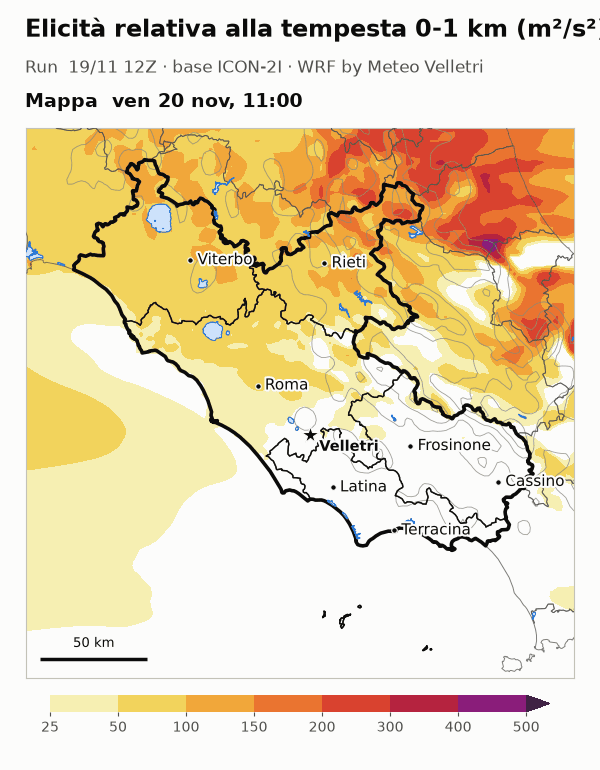 Elicità relativa alla tempesta 0-1 km (m²/s²)
Run  19/11 12Z · base ICON-2I · WRF by Meteo Velletri
Mappa  ven 20 nov, 11:00
Viterbo
Rieti
Roma
Velletri
Frosinone
Cassino
Latina
Terracina
50 km
25 50 100 150 200 300 400 500